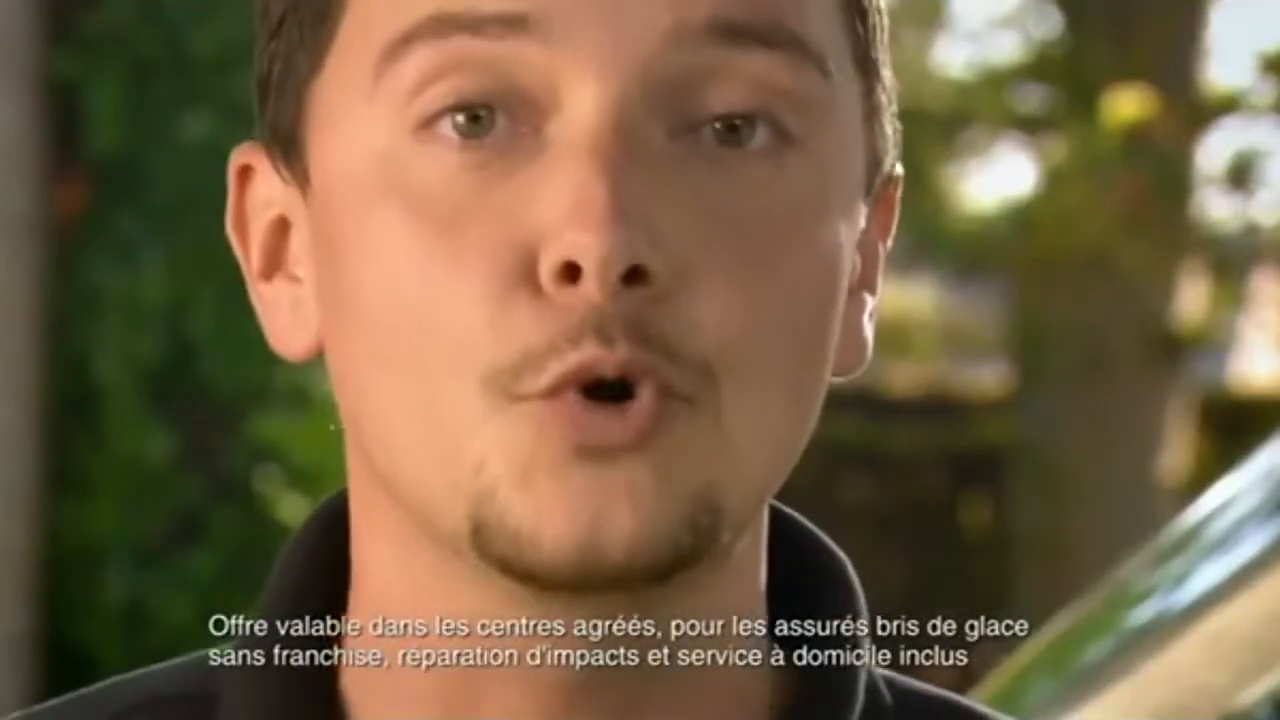 Offre valable dans les centres agréés, pour les assurés bris de glace
sans franchise, réparation d'impacts et service à domicile inclus